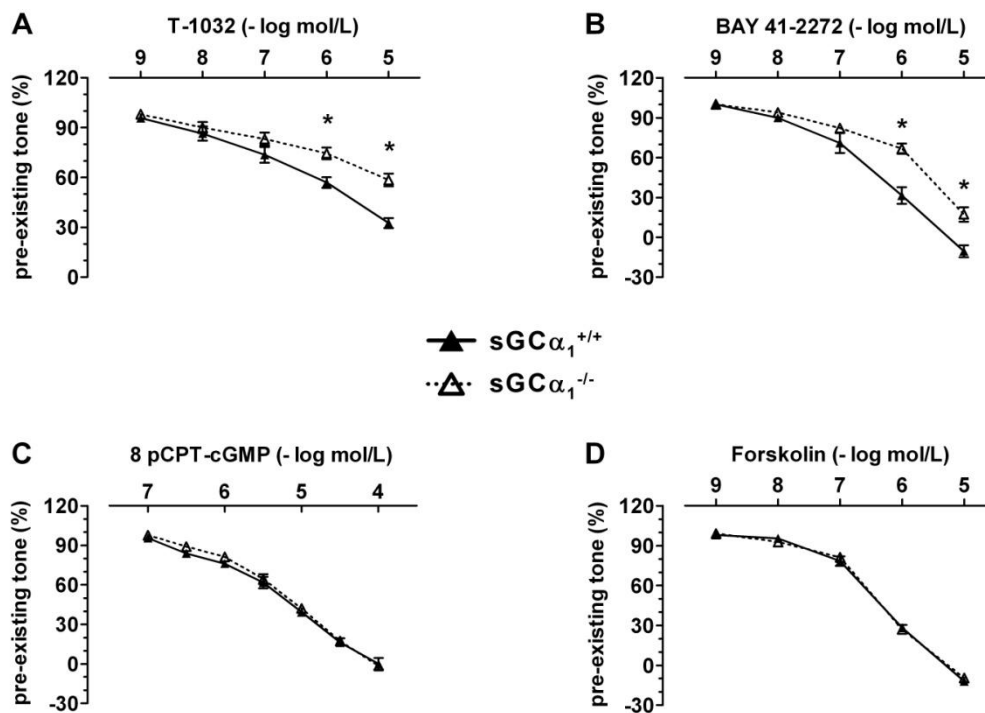 A
T-1032 (- log mol/L)
9 8 7 6 5
pre-existing tone (%)
120
90
60
30
0
*
*
B
BAY 41-2272 (- log mol/L)
9 8 7 6 5
pre-existing tone (%)
120
90
60
30
0
-30
*
*
sGCα₁⁺/⁺
sGCα₁⁻/⁻
C
8 pCPT-cGMP (- log mol/L)
7 6 5 4
pre-existing tone (%)
120
90
60
30
0
-30
D
Forskolin (- log mol/L)
9 8 7 6 5
pre-existing tone (%)
120
90
60
30
0
-30